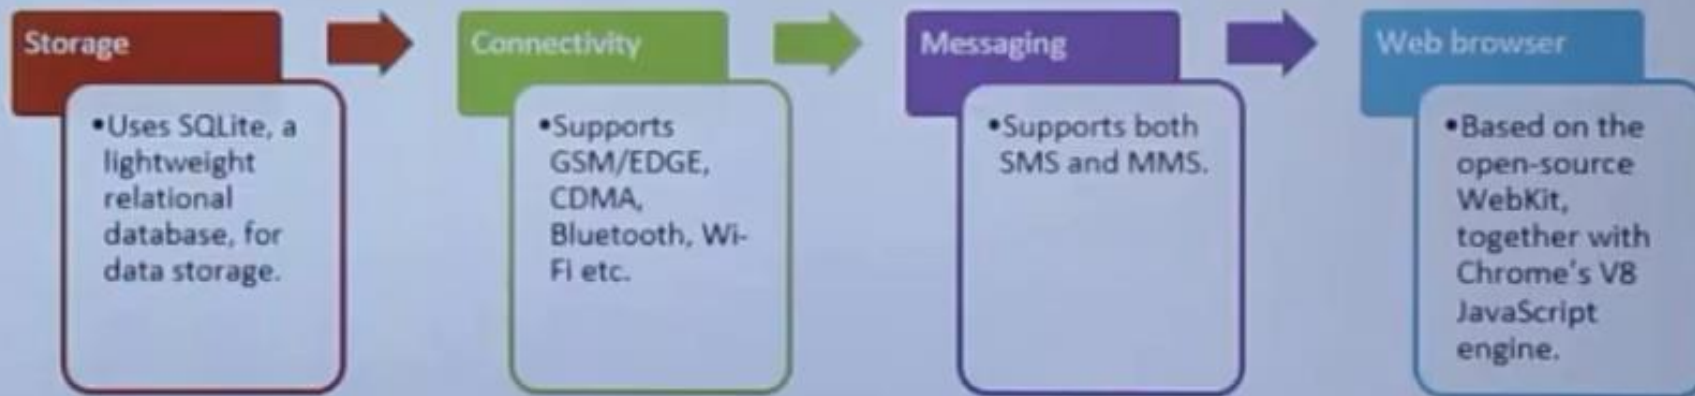 Storage
•Uses SQLite, a
lightweight
relational
database, for
data storage.
Connectivity
•Supports
GSM/EDGE,
CDMA,
Bluetooth, Wi-
Fi etc.
Messaging
•Supports both
SMS and MMS.
Web browser
•Based on the
open-source
WebKit,
together with
Chrome's V8
JavaScript
engine.